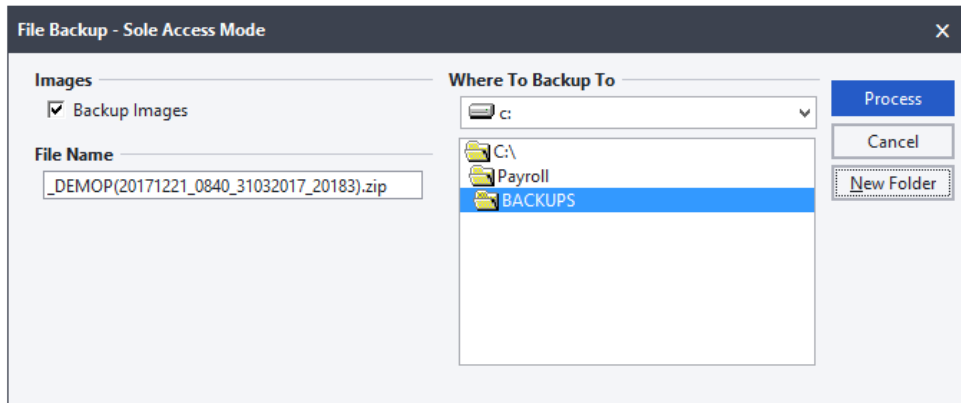 File Backup - Sole Access Mode
Images
Backup Images
File Name
_DEMOP(20171221_0840_31032017_20183).zip
Where To Backup To
c:
C:\
Payroll
BACKUPS
Process
Cancel
New Folder